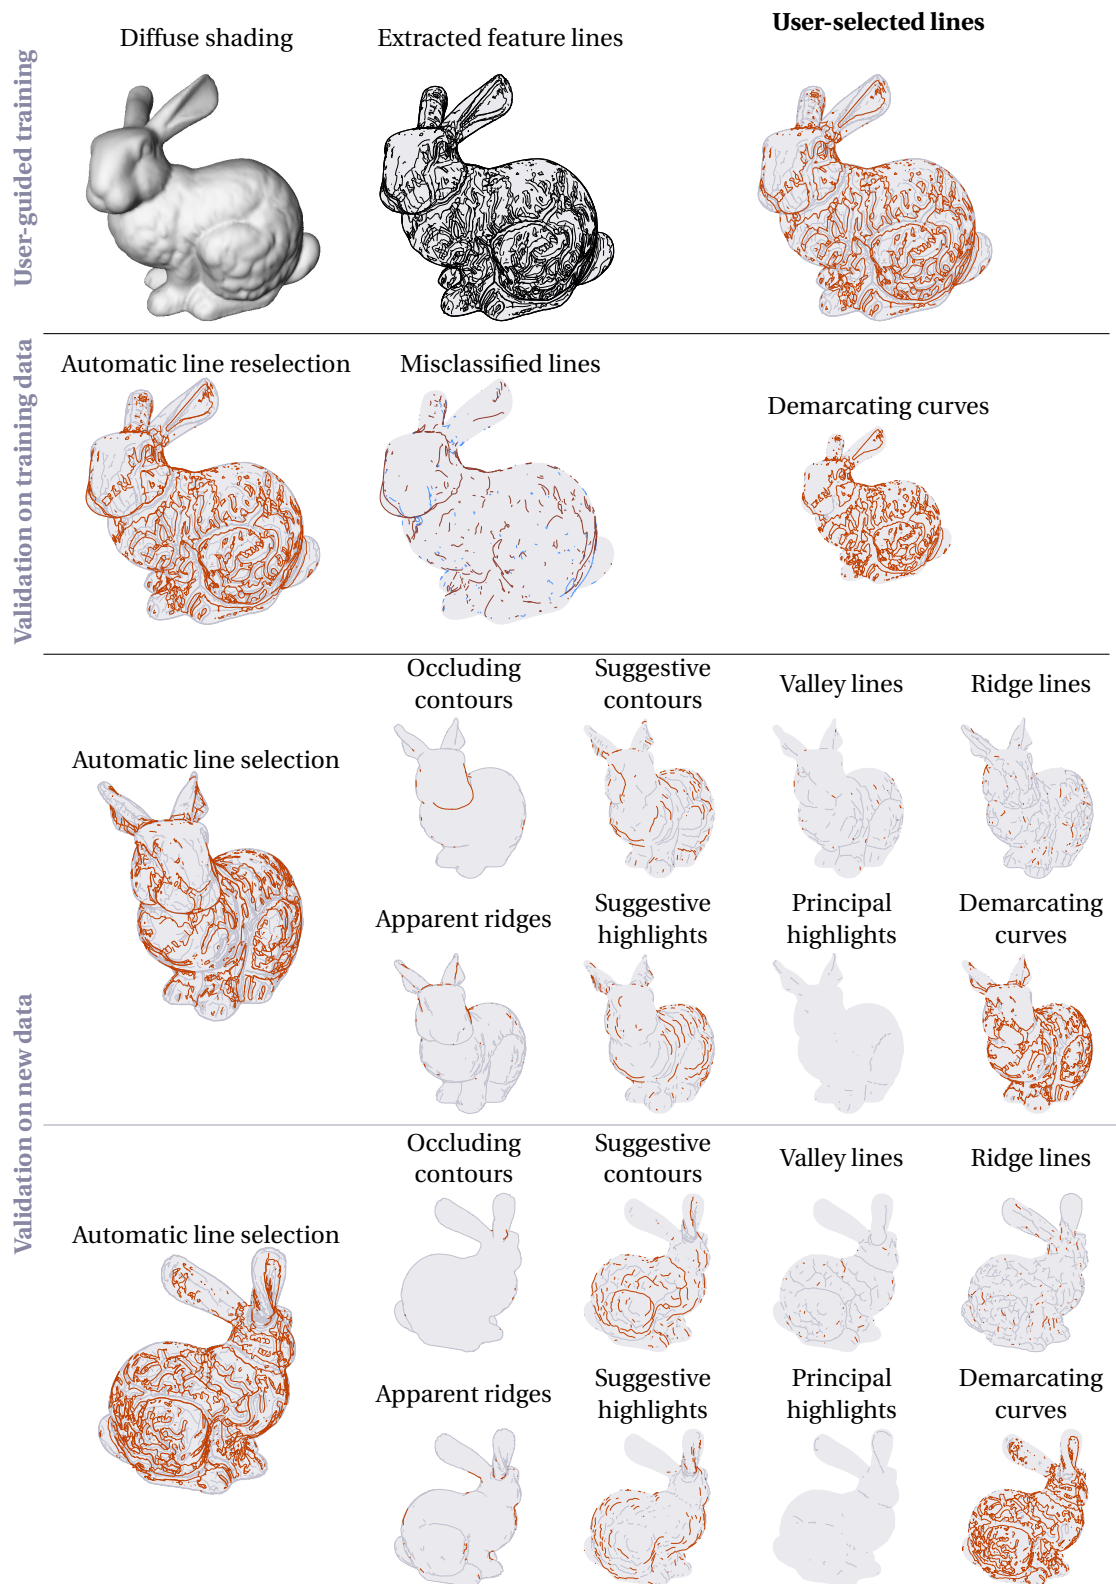 User-guided training
Diffuse shading
Extracted feature lines
User-selected lines
Validation on training data
Automatic line reselection
Misclassified lines
Demarcating curves
Validation on new data
Automatic line selection
Occluding
contours
Suggestive
contours
Valley lines
Ridge lines
Apparent ridges
Suggestive
highlights
Principal
highlights
Demarcating
curves
Automatic line selection
Occluding
contours
Suggestive
contours
Valley lines
Ridge lines
Apparent ridges
Suggestive
highlights
Principal
highlights
Demarcating
curves